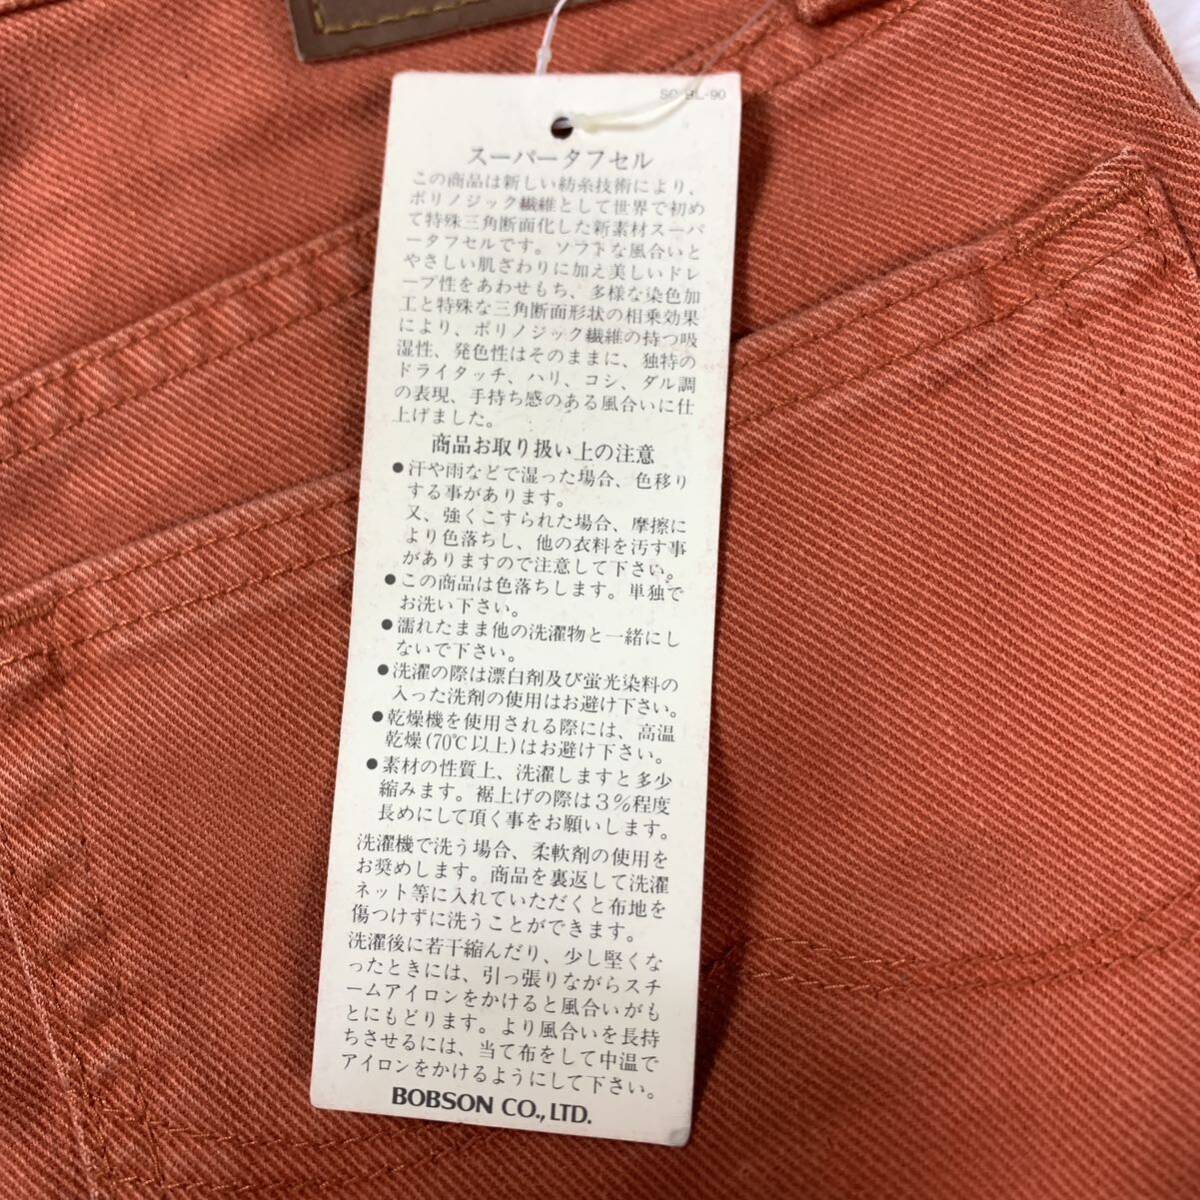 SC-BL-90
スーパータフセル
この商品は新しい紡糸技術により、
ポリノジック繊維として世界で初め
て特殊三角断面化した新素材スーパ
ータフセルです。ソフトな風合いと
やさしい肌ざわりに加え美しいドレ
ープ性をあわせもち、多様な染色加
工と特殊な三角断面形状の相乗効果
により、ポリノジック繊維の持つ吸
湿性、発色性はそのままに、独特の
ドライタッチ、ハリ、コシ、ダル調
の表現、手持ち感のある風合いに仕
上げました。
商品お取り扱い上の注意
●汗や雨などで湿った場合、色移り
する事があります。
又、強くこすられた場合、摩擦に
より色落ちし、他の衣料を汚す事
がありますので注意して下さい。
●この商品は色落ちします。単独で
お洗い下さい。
●濡れたまま他の洗濯物と一緒にし
ないで下さい。
●洗濯の際は漂白剤及び蛍光染料の
入った洗剤の使用はお避け下さい。
●乾燥機を使用される際には、高温
乾燥(70℃以上)はお避け下さい。
●素材の性質上、洗濯しますと多少
縮みます。裾上げの際は3%程度
長めにして頂く事をお願いします。
洗濯機で洗う場合、柔軟剤の使用を
お奨めします。商品を裏返して洗濯
ネット等に入れていただくと布地を
傷つけずに洗うことができます。
洗濯後に若干縮んだり、少し堅くな
ったときには、引っ張りながらスチ
ームアイロンをかけると風合いがも
とにもどります。より風合いを長持
ちさせるには、当て布をして中温で
アイロンをかけるようにして下さい。
BOBSON CO.,LTD.